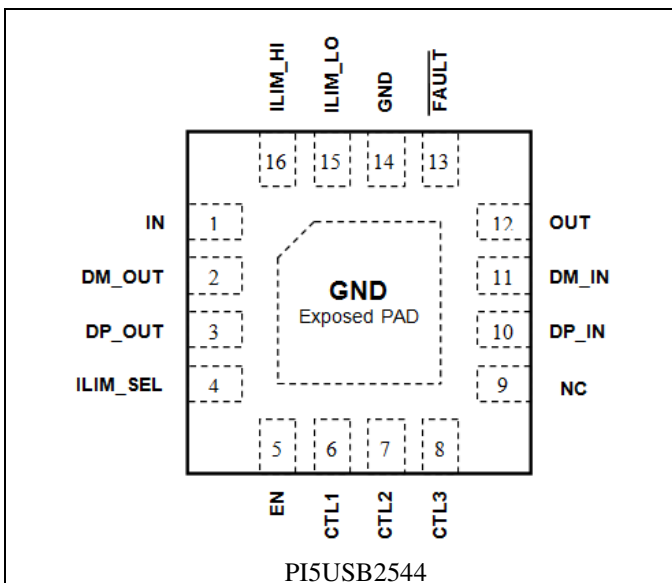 ILIM_HI
ILIM_LO
GND
FAULT
16
15
14
13
IN
1
12
OUT
DM_OUT
2
11
DM_IN
GND
Exposed PAD
DP_OUT
3
10
DP_IN
ILIM_SEL
4
9
NC
5
6
7
8
EN
CTL1
CTL2
CTL3
PI5USB2544